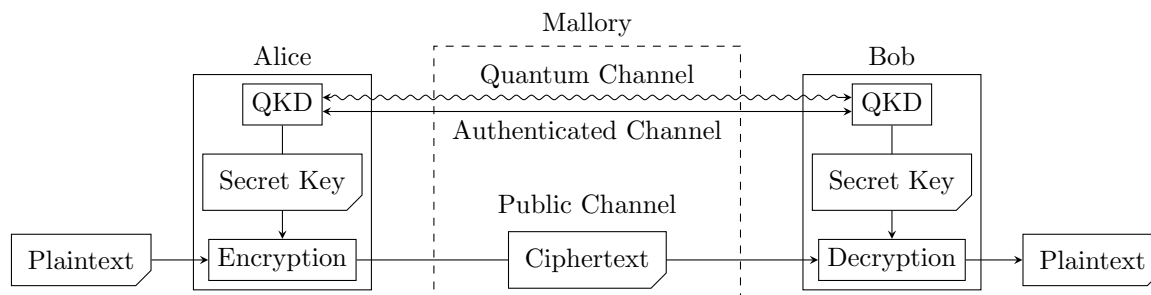 Mallory
Alice
Bob
Quantum Channel
QKD
QKD
Authenticated Channel
Secret Key
Secret Key
Public Channel
Plaintext
Encryption
Ciphertext
Decryption
Plaintext